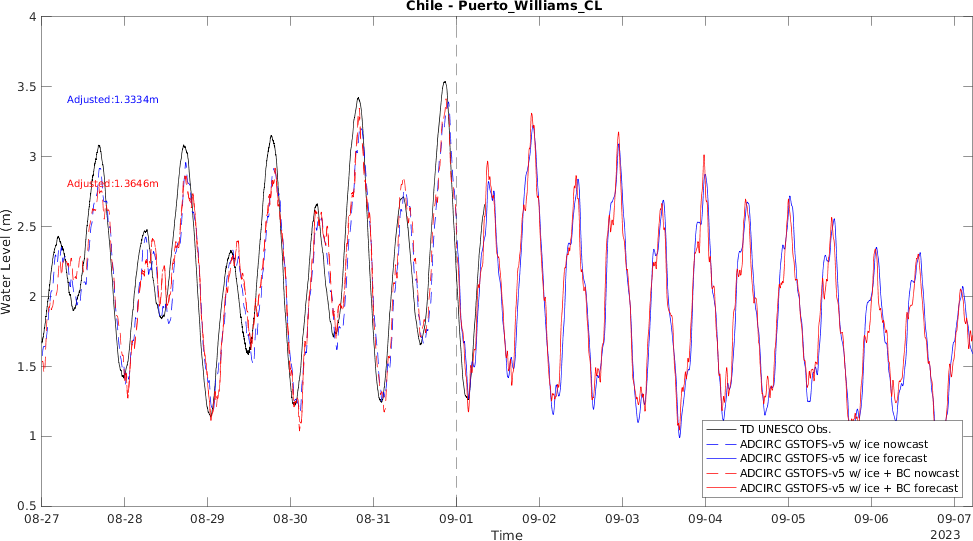 Chile - Puerto_Williams_CL
4
3.5
3
2.5
2
1.5
1
0.5
Water Level (m)
Adjusted:1.3334m
Adjusted:1.3646m
TD UNESCO Obs.
ADCIRC GSTOFS-v5 w/ ice nowcast
ADCIRC GSTOFS-v5 w/ ice forecast
ADCIRC GSTOFS-v5 w/ ice + BC nowcast
ADCIRC GSTOFS-v5 w/ ice + BC forecast
08-27 08-28 08-29 08-30 08-31 09-01 09-02 09-03 09-04 09-05 09-06 09-07
2023
Time